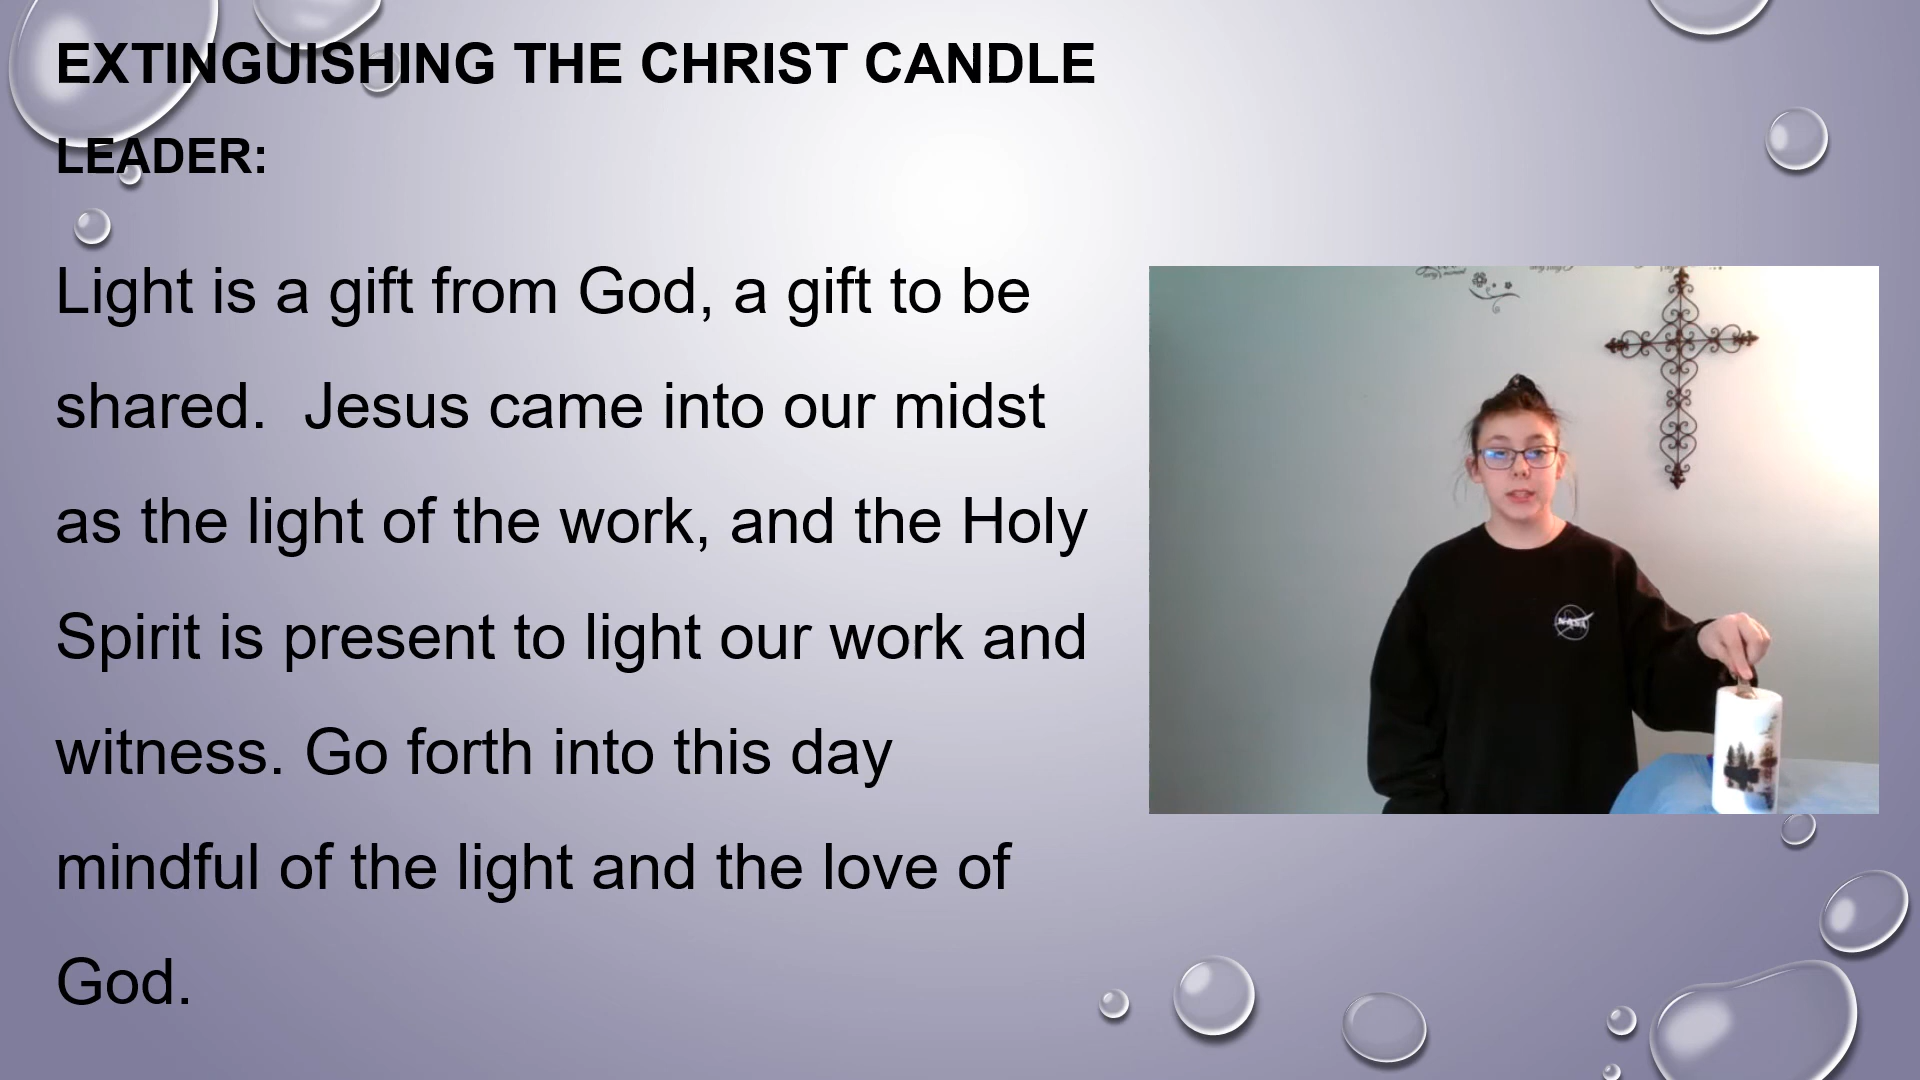 EXTINGUISHING THE CHRIST CANDLE
LEADER:
Light is a gift from God, a gift to be
shared.  Jesus came into our midst
as the light of the work, and the Holy
Spirit is present to light our work and
witness. Go forth into this day
mindful of the light and the love of
God.
NASA